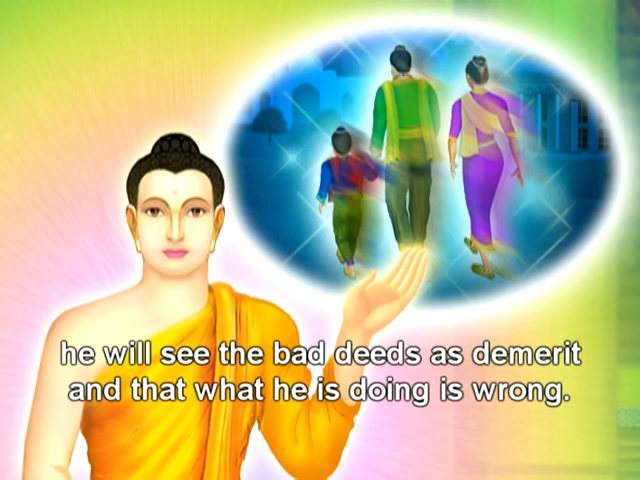 he will see the bad deeds as demerit
and that what he is doing is wrong.